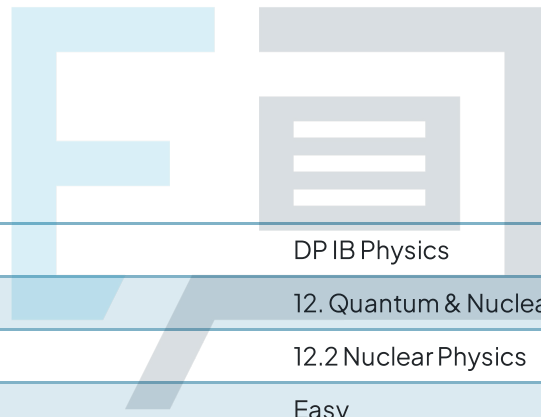 DP IB Physics
12. Quantum & Nuclea
12.2 Nuclear Physics
Easy